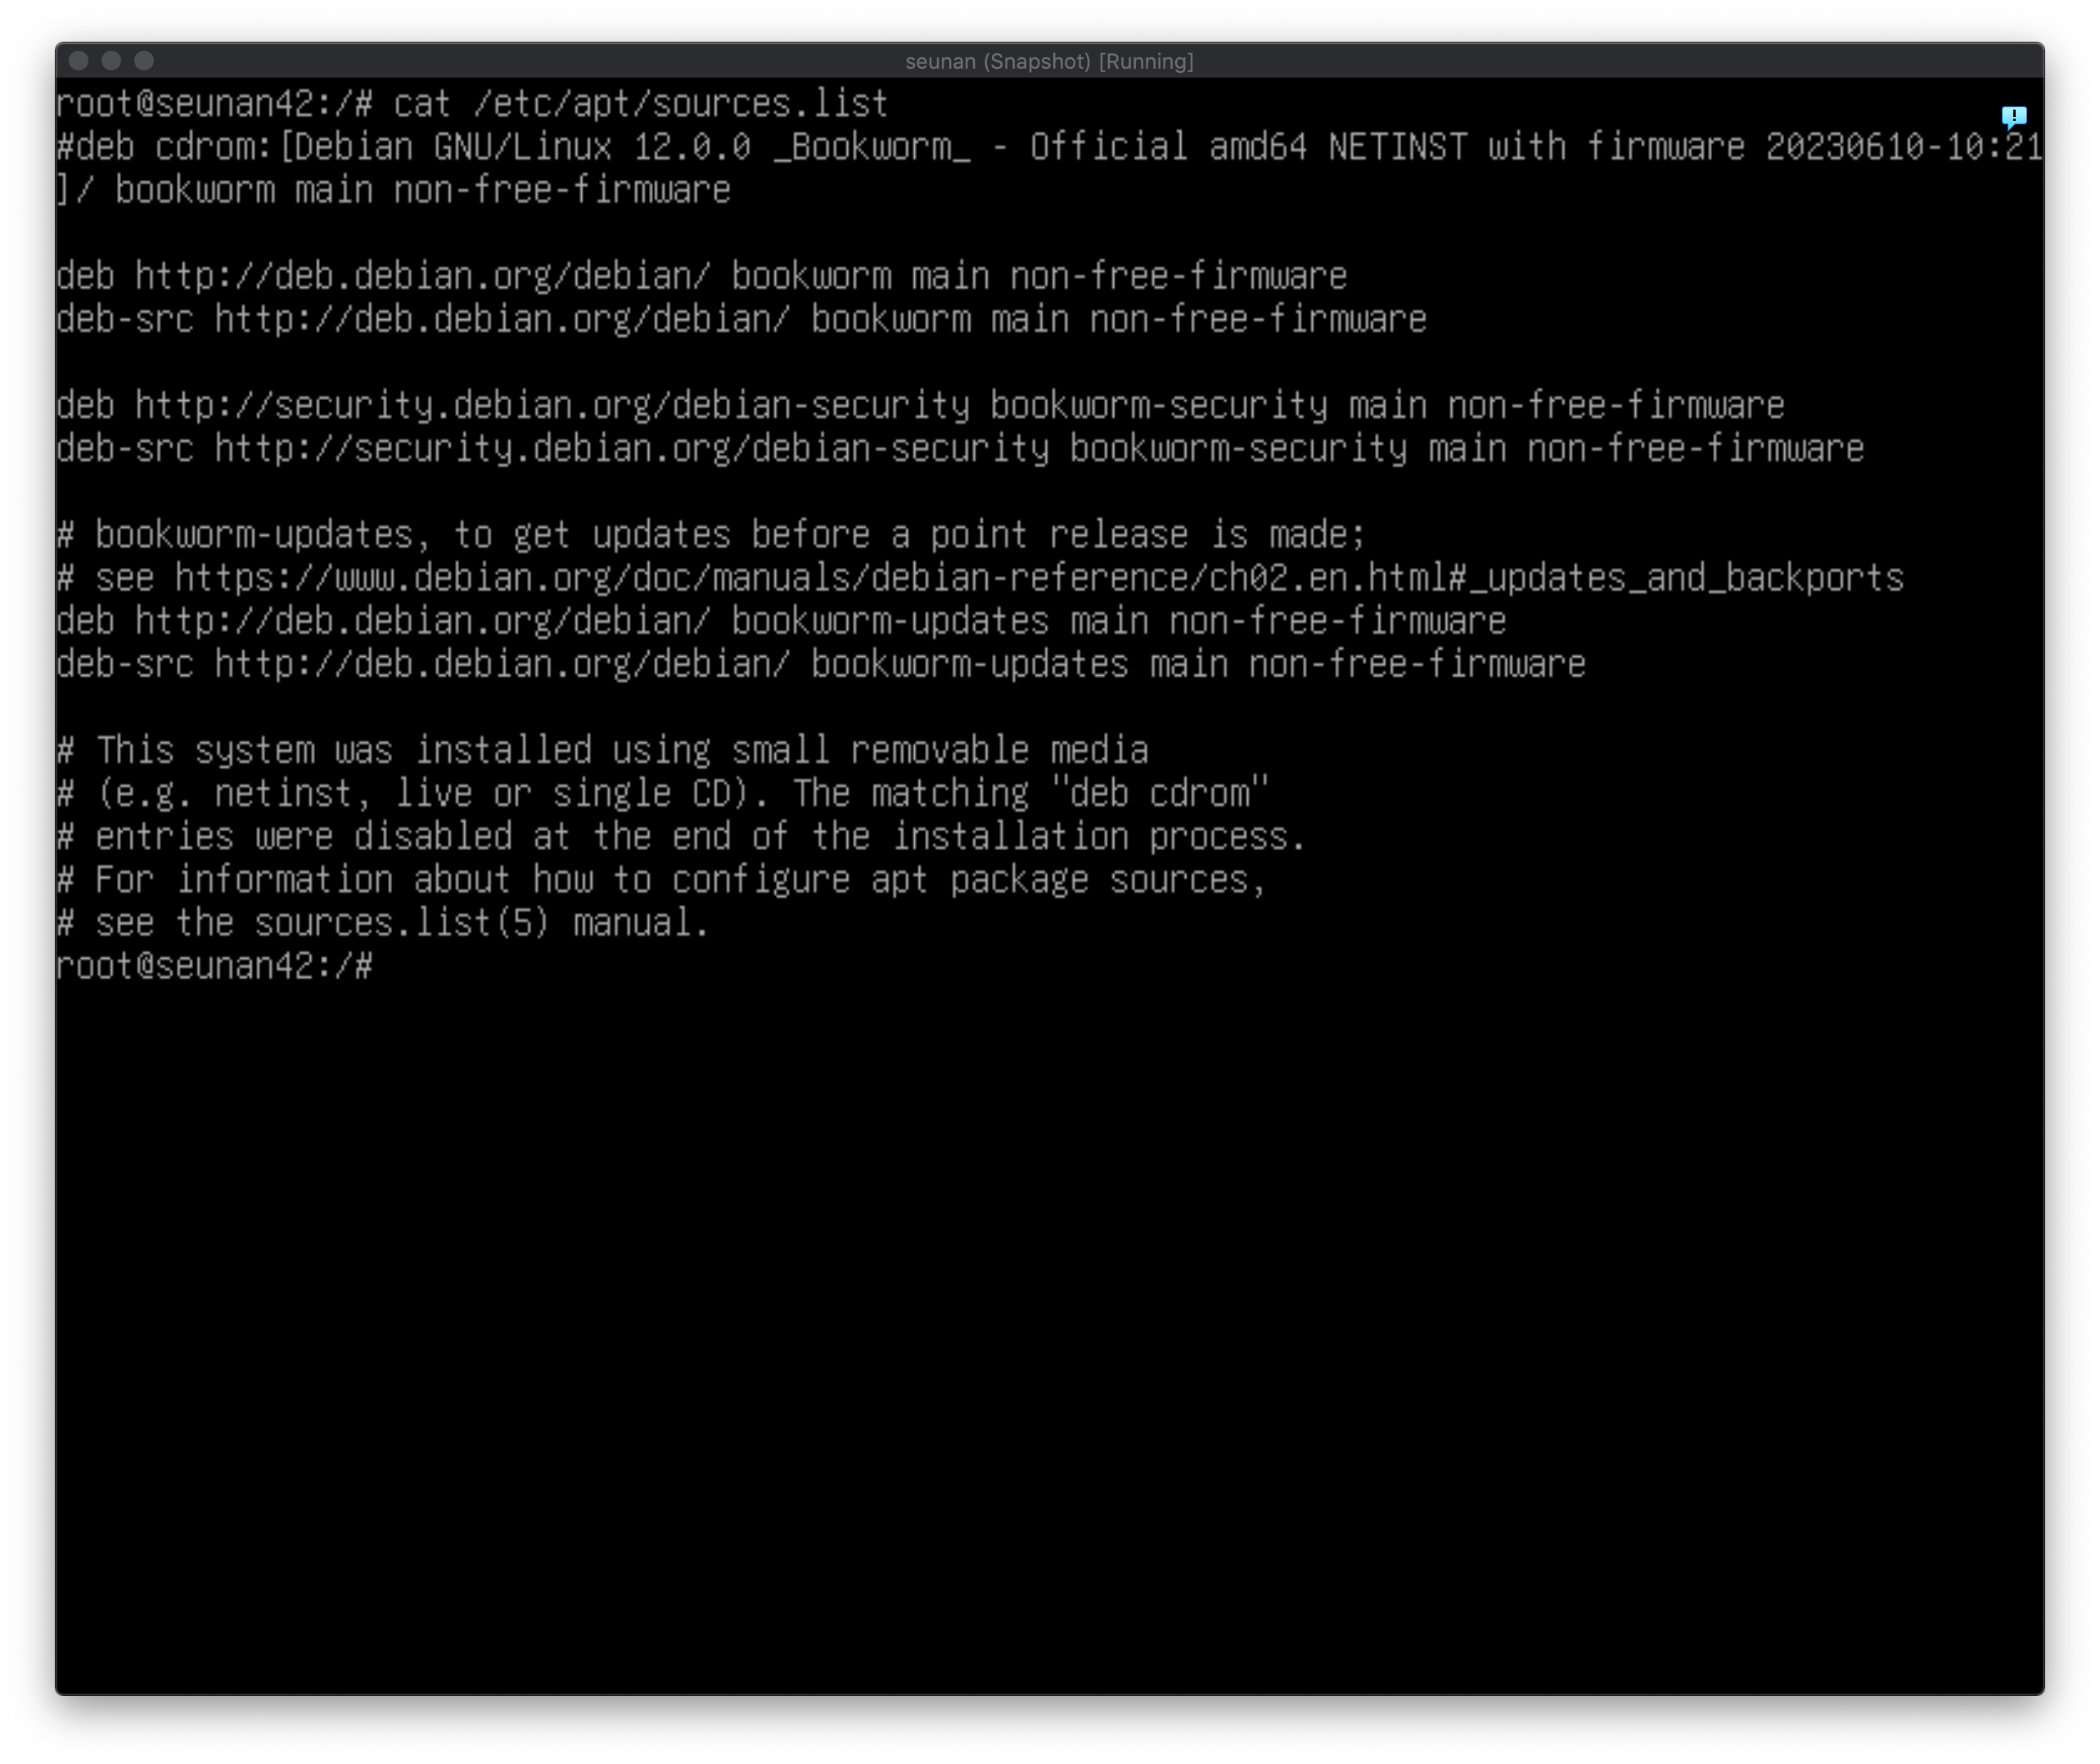 seunan (Snapshot) [Running]
root@seunan42:/# cat /etc/apt/sources.list
#deb cdrom:[Debian GNU/Linux 12.0.0 _Bookworm_ - Official amd64 NETINST with firmware 20230610-10:21
]/ bookworm main non-free-firmware

deb http://deb.debian.org/debian/ bookworm main non-free-firmware
deb-src http://deb.debian.org/debian/ bookworm main non-free-firmware

deb http://security.debian.org/debian-security bookworm-security main non-free-firmware
deb-src http://security.debian.org/debian-security bookworm-security main non-free-firmware

# bookworm-updates, to get updates before a point release is made;
# see https://www.debian.org/doc/manuals/debian-reference/ch02.en.html#_updates_and_backports
deb http://deb.debian.org/debian/ bookworm-updates main non-free-firmware
deb-src http://deb.debian.org/debian/ bookworm-updates main non-free-firmware

# This system was installed using small removable media
# (e.g. netinst, live or single CD). The matching "deb cdrom"
# entries were disabled at the end of the installation process.
# For information about how to configure apt package sources,
# see the sources.list(5) manual.
root@seunan42:/#